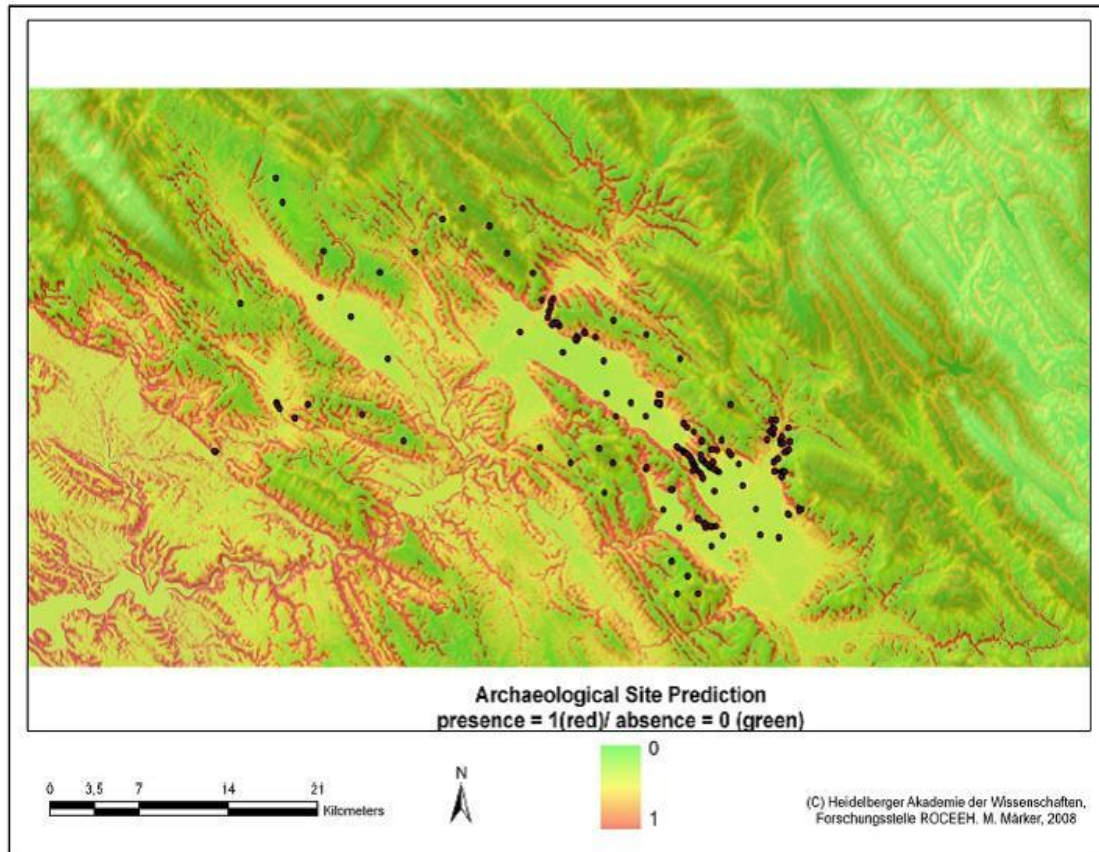 Archaeological Site Prediction
presence = 1(red)/ absence = 0 (green)
0
1
0 3,5 7 14 21
Kilometers
N
(C) Heidelberger Akademie der Wissenschaften,
Forschungsstelle ROCEEH. M. Märker, 2008